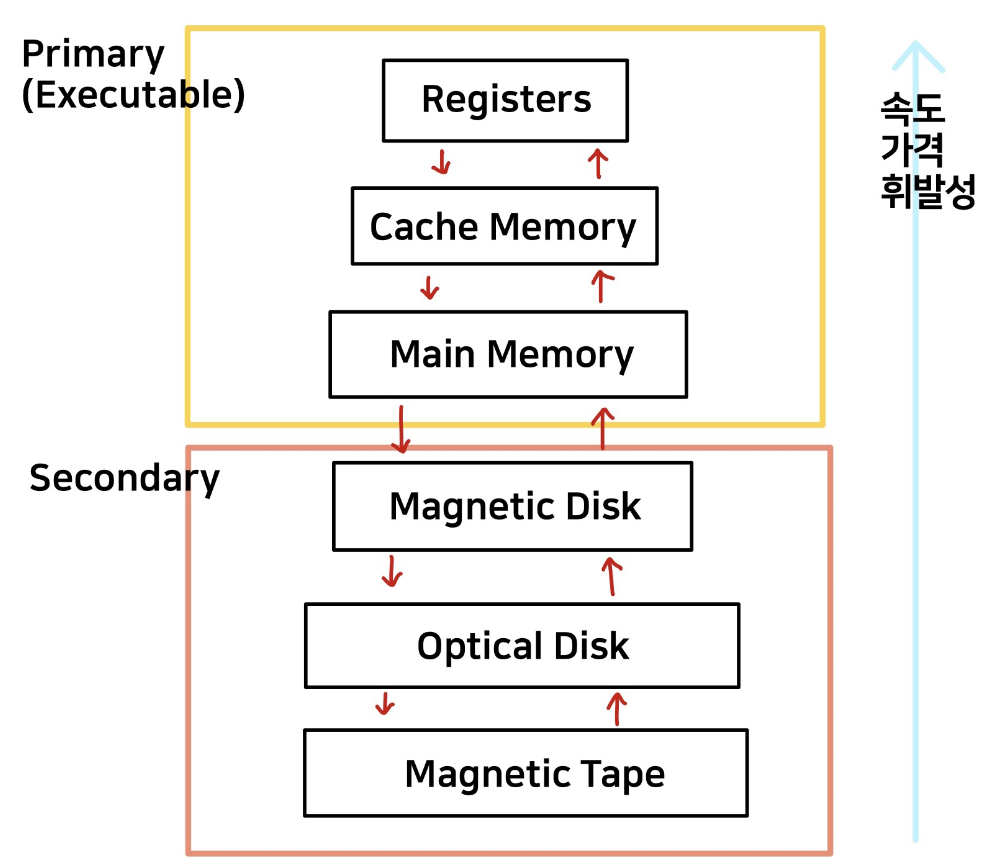 Primary
(Executable)
Registers
Cache Memory
Main Memory
Secondary
Magnetic Disk
Optical Disk
Magnetic Tape
속도
가격
휘발성